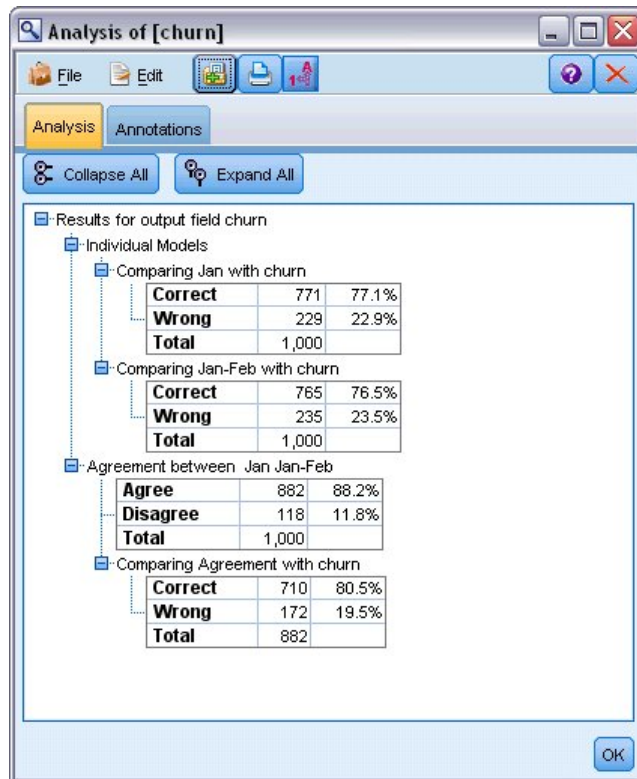 Analysis of [churn]
File Edit
Analysis Annotations
Collapse All Expand All
Results for output field churn
Individual Models
Comparing Jan with churn
Correct 771 77.1%
Wrong 229 22.9%
Total 1,000
Comparing Jan-Feb with churn
Correct 765 76.5%
Wrong 235 23.5%
Total 1,000
Agreement between Jan Jan-Feb
Agree 882 88.2%
Disagree 118 11.8%
Total 1,000
Comparing Agreement with churn
Correct 710 80.5%
Wrong 172 19.5%
Total 882
OK